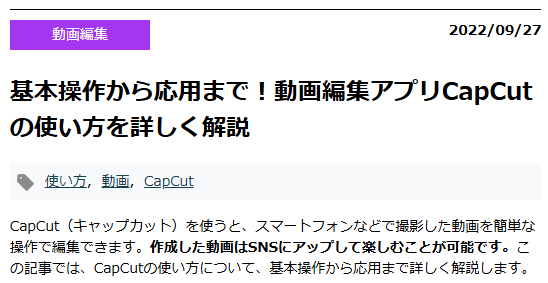 動画編集
2022/09/27
基本操作から応用まで！動画編集アプリCapCut
の使い方を詳しく解説
使い方, 動画, CapCut
CapCut（キャップカット）を使うと、スマートフォンなどで撮影した動画を簡単な
操作で編集できます。作成した動画はSNSにアップして楽しむことが可能です。こ
の記事では、CapCutの使い方について、基本操作から応用まで詳しく解説します。